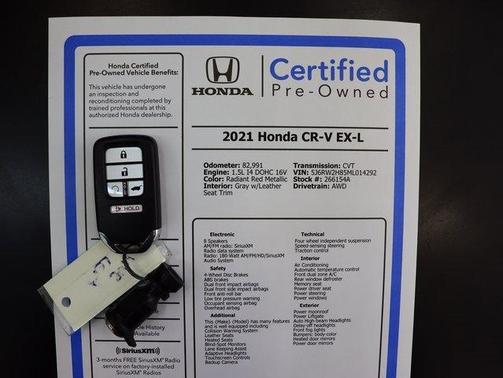 Honda Certified
Pre-Owned Vehicle Benefits:
This vehicle has undergone
an inspection and
reconditioning completed by
trained professionals at this
authorized Honda dealership.
HONDA
Certified
Pre-Owned
2021 Honda CR-V EX-L
Odometer: 82,991
Engine: 1.5L I4 DOHC 16V
Color: Radiant Red Metallic
Interior: Gray w/Leather
Seat Trim
Transmission: CVT
VIN: 5J6RW2H85ML014292
Stock #: 266154A
Drivetrain: AWD
HOLD
Electronic
8 Speakers
AM/FM radio: SiriusXM
Radio data system
Radio: 180-Watt AM/FM/HD/SiriusXM
Audio System
Safety
4-Wheel Disc Brakes
ABS brakes
Dual front impact airbags
Dual front side impact airbags
Front anti-roll bar
Low tire pressure warning
Occupant sensing airbag
Overhead airbag
Additional
This (Make) (Model) has many features
and is well equipped including
Collision Warning System
Leather Seats
Heated Seats
Blind-Spot Monitors
Lane Keeping Assist
Adaptive Headlights
Touchscreen Controls
Backup Camera
Technical
Four wheel independent suspension
Speed-sensing steering
Traction control
Interior
Air Conditioning
Automatic temperature control
Front dual zone A/C
Rear window defroster
Memory seat
Power driver seat
Power steering
Power windows
Exterior
Power moonroof
Power Liftgate
Auto High-beam Headlights
Delay-off headlights
Front fog lights
Bumpers: body-color
Heated door mirrors
Power door mirrors
History
Available
SiriusXM
3-months FREE SiriusXM Radio
service on factory-installed
SiriusXM Radios